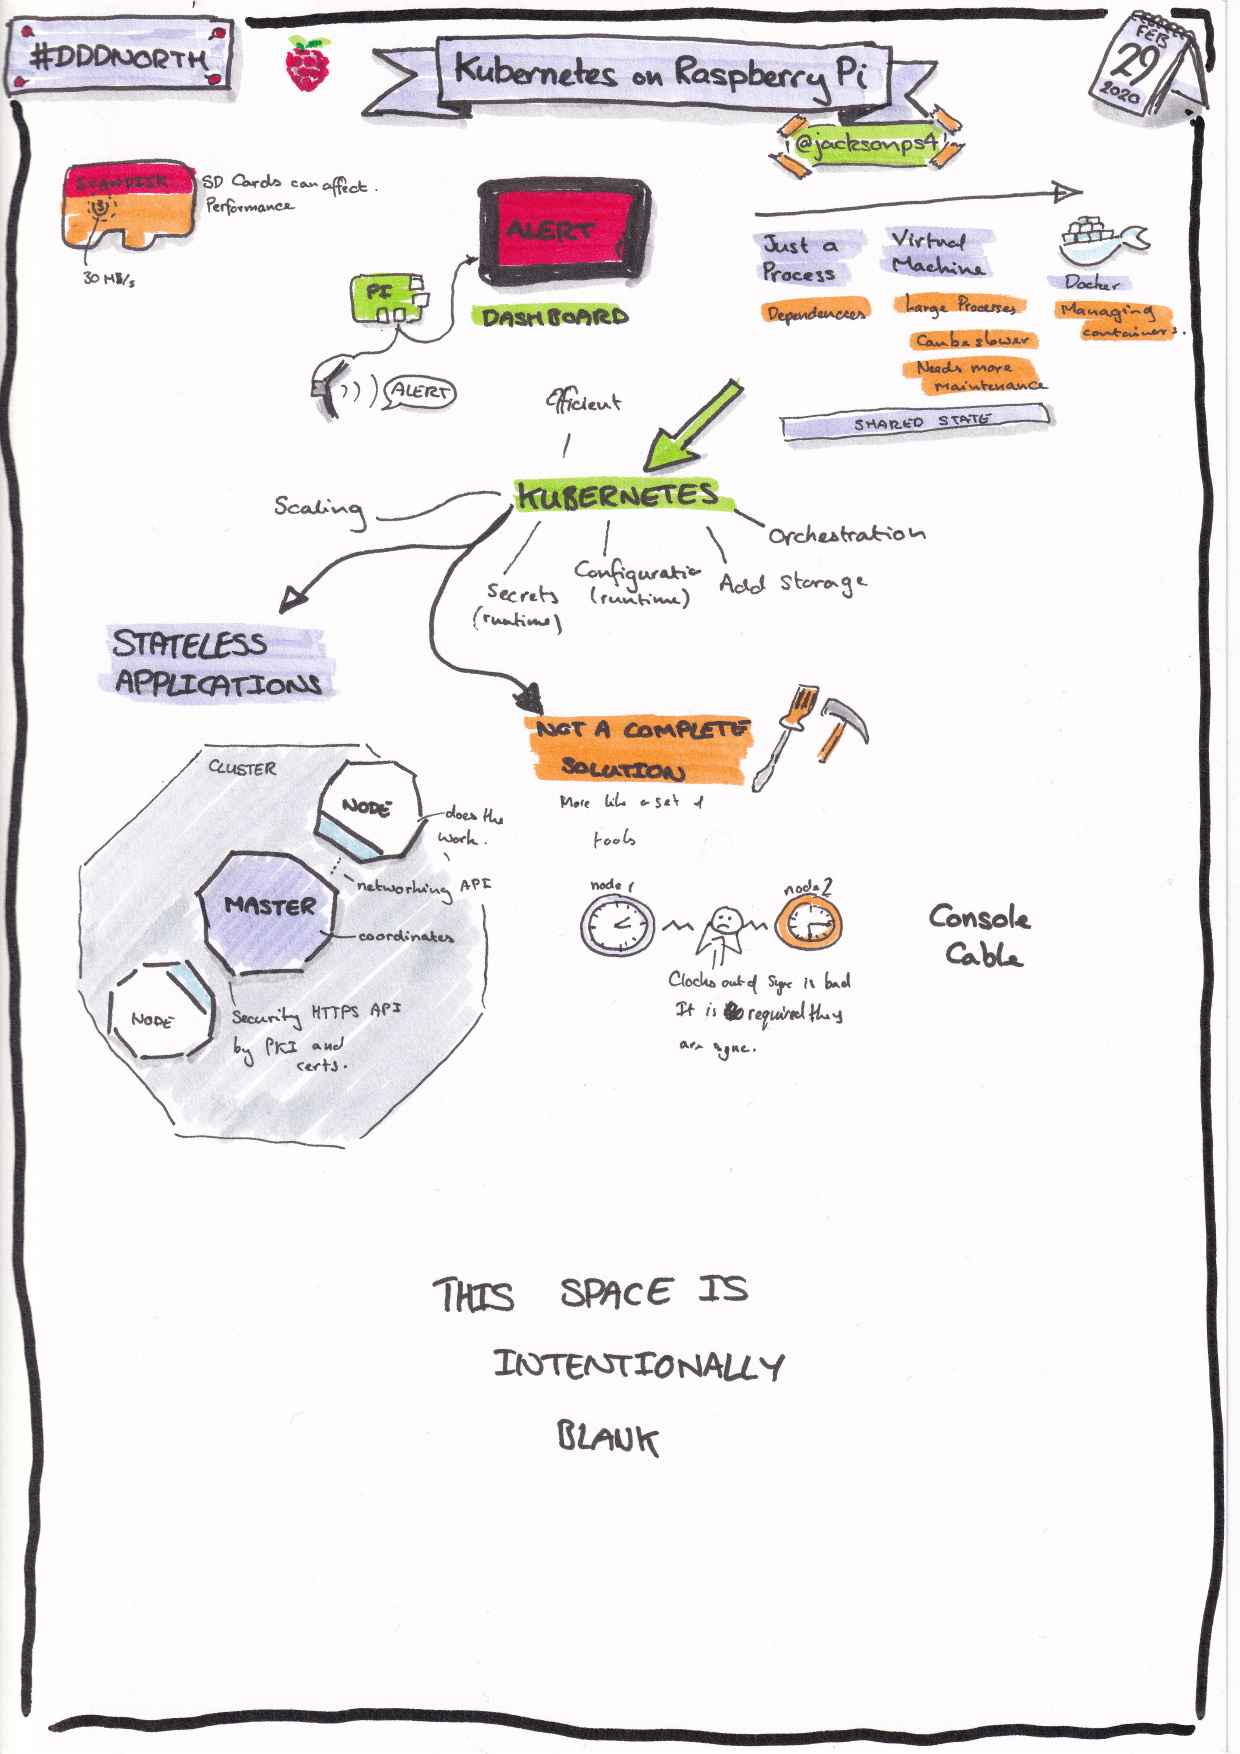 #DDDNORTH
Kubernetes on Raspberry Pi
FEB
29
2020
@jacksonps4
SCANDISK
SD Cards can affect.
Performance
30 MB/s
PI
ALERT
DASHBOARD
ALERT
Just a
Process
Dependencies
Virtual
Machine
Large Processes
Can be slower
Needs more
maintenance
Docker
Managing
containers.
SHARED STATE
Efficient
KUBERNETES
Scaling
Orchestration
Secrets
(runtime)
Configuratio
(runtime)
Add Storage
STATELESS
APPLICATIONS
NOT A COMPLETE
SOLUTION
More like a set of
tools
CLUSTER
NODE
does the
work.
networking API
MASTER
coordinates
NODE
Security HTTPS API
by PKI and
certs.
node 1
node 2
Clocks out of sync is bad
It is required they
are sync.
Console
Cable
THIS SPACE IS
INTENTIONALLY
BLANK